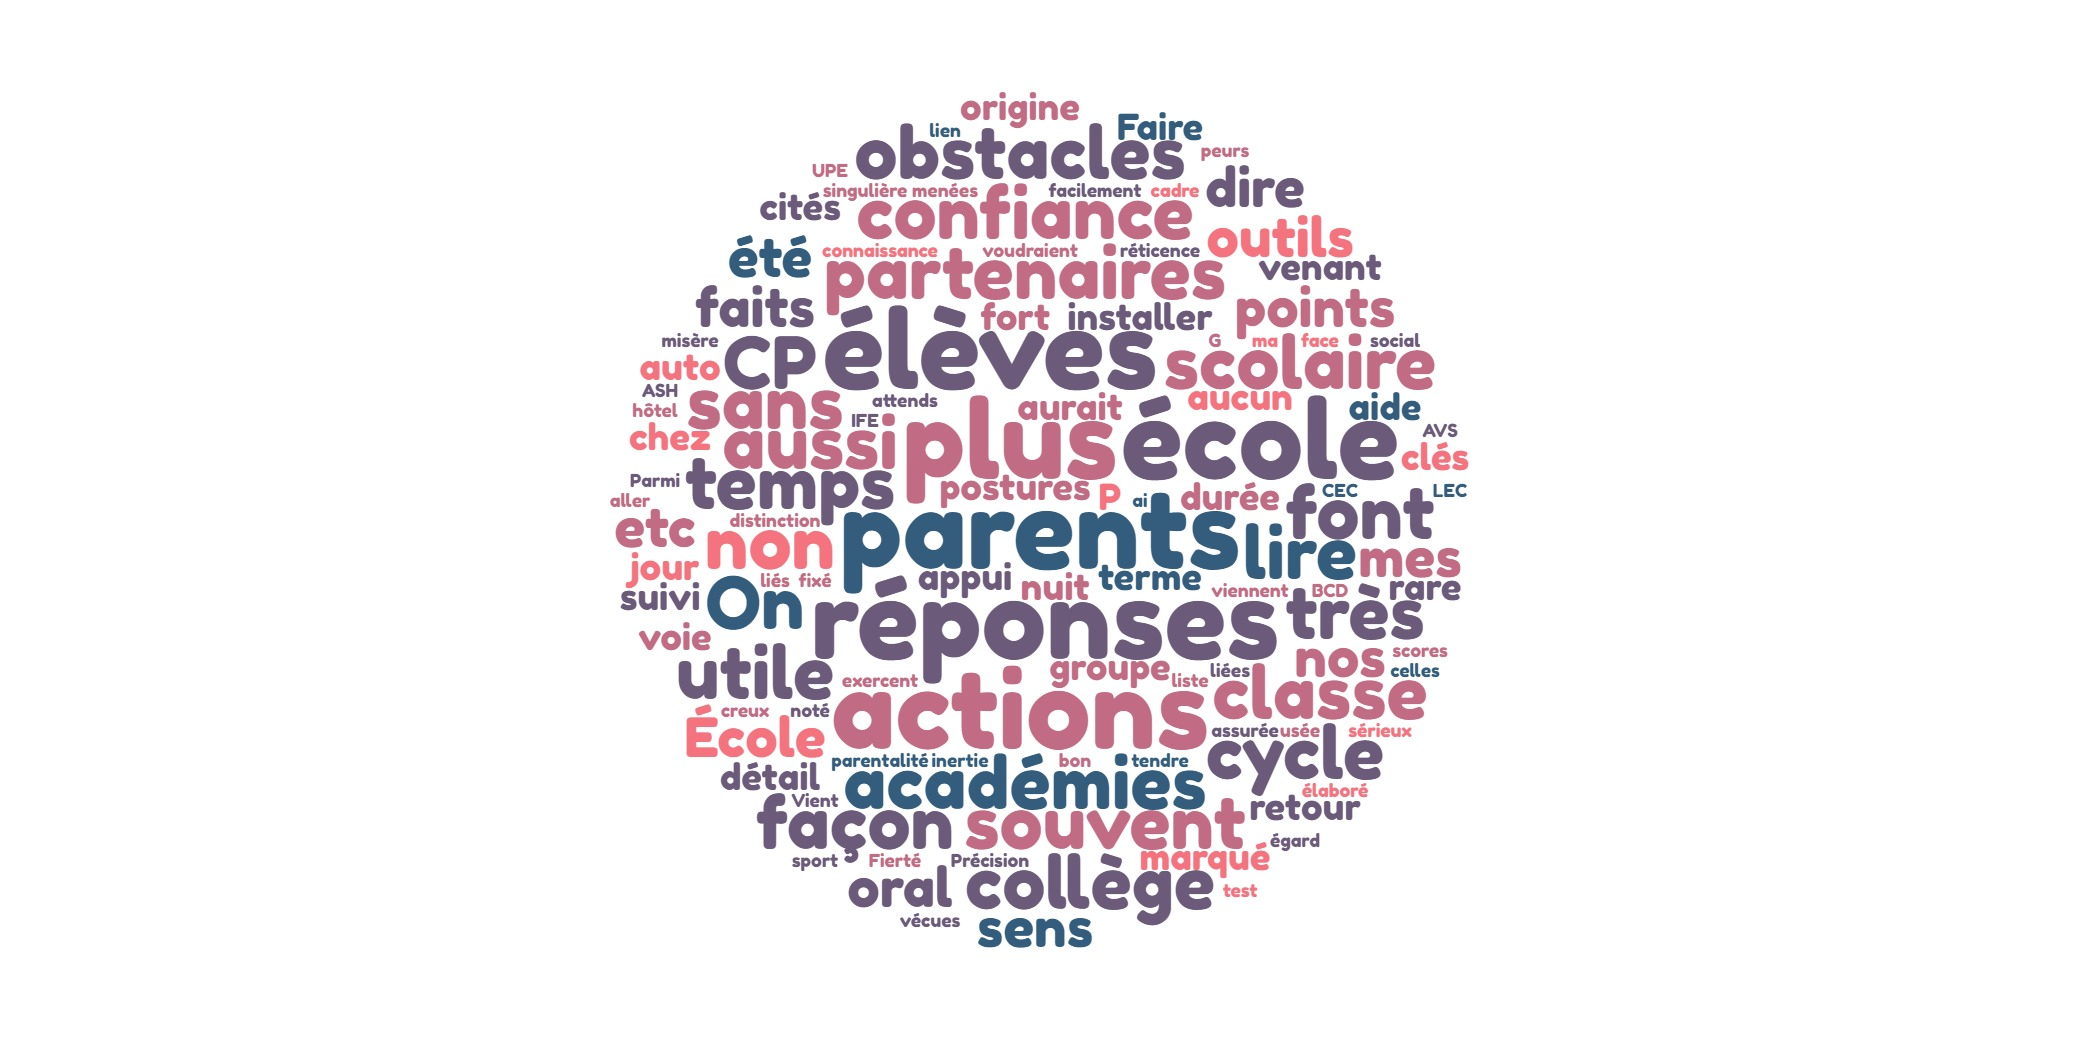 origine
lien Faire
obstacles peurs
UPE
singulière menées facilement cadre dire
cités confiance
outils
été connaissance voudraient réticence venant
partenaires
faits fort installer points
misère élèves G ma face social
auto CP scolaire
ASH sans attends aucun
hôtel aurait aide
chez aussi IFE plus école AVS
clés
Parmi temps postures P ai durée CEC LEC
aller font
etc distinction parents
non lire mes
jour liés fixé appui nuit terme viennent BCD rare
suivi On réponses très
voie
utile exercent groupe liste liées nos scores
celles
creux noté actions classe
École assurée usée sérieux
parentalité inertie bon tendre cycle
détail académies élaboré
Vient retour
façon souvent égard
sport Fierté Précision marqué
oral collège test
vécues sens